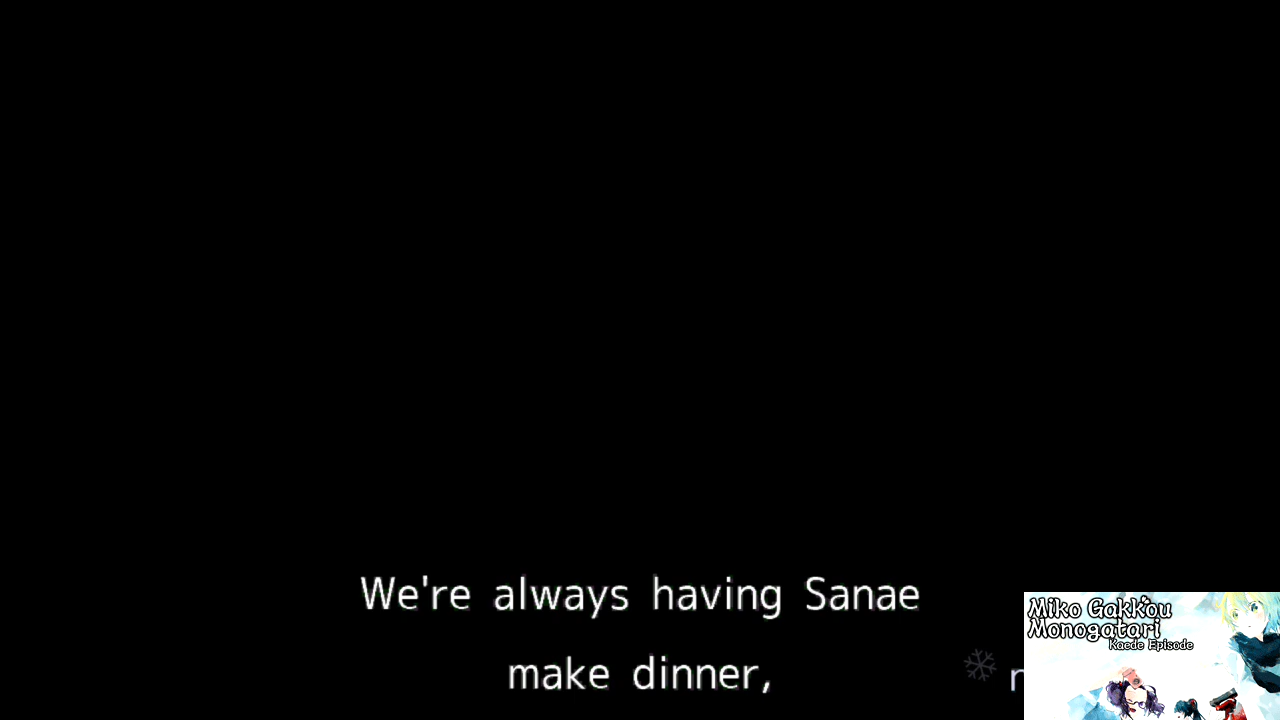 We're always having Sanae
make dinner,
Miko Gakkou
Monogatari
Kaede Episode